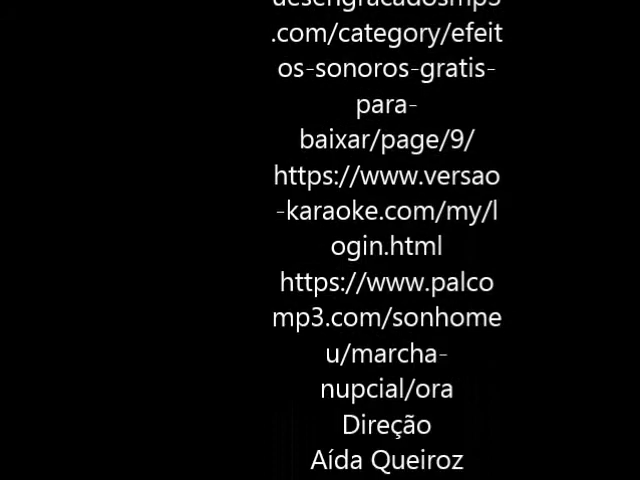 .com/category/efeit
os-sonoros-gratis-
para-
baixar/page/9/
https://www.versao
-karaoke.com/my/l
ogin.html
https://www.palco
mp3.com/sonhome
u/marcha-
nupcial/ora
Direção
Aída Queiroz